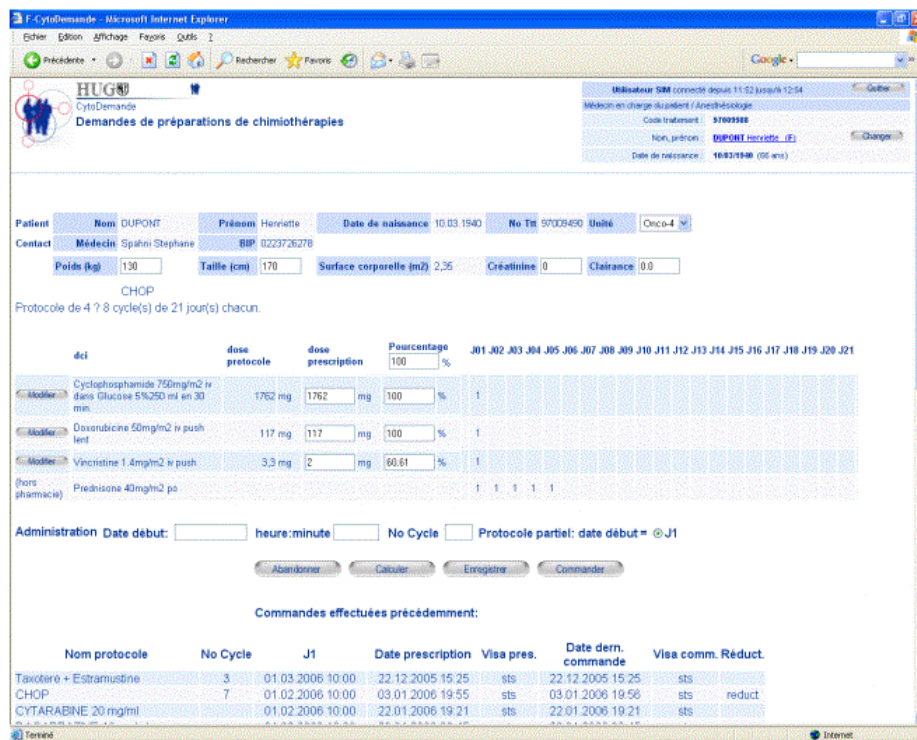 F-CytoDemande - Microsoft Internet Explorer
Fichier Edition Affichage Favoris Outils ?
Précédente Rechercher Favoris Google
HUG
CytoDemande
Demandes de préparations de chimiothérapies
Utilisateur SIM connecté depuis 11:52 jusqu'à 12:54 Quitter
Médecin en charge du patient / Anesthésiologie
Code traitement : 97009988
Nom, prénom : DUPONT Henriette (F) Changer
Date de naissance : 10/03/1940 (66 ans)
Patient Nom DUPONT Prénom Henriette Date de naissance 10.03.1940 No Trt 97009490 Unité Onco-4
Contact Médecin Spahni Stephane BIP 0223726278
Poids (kg) 130 Taille (cm) 170 Surface corporelle (m2) 2,35 Créatinine 0 Clairance 0.0
CHOP
Protocole de 4 ? 8 cycle(s) de 21 jour(s) chacun.
dci dose protocole dose prescription Pourcentage 100 % J01 J02 J03 J04 J05 J06 J07 J08 J09 J10 J11 J12 J13 J14 J15 J16 J17 J18 J19 J20 J21
Modifier Cyclophosphamide 750mg/m2 iv dans Glucose 5%250 ml en 30 min. 1762 mg 1762 mg 100 % 1
Modifier Doxorubicine 50mg/m2 iv push lent 117 mg 117 mg 100 % 1
Modifier Vincristine 1.4mg/m2 iv push 3,3 mg 2 mg 60.61 % 1
(hors pharmacie) Prednisone 40mg/m2 po 1 1 1 1 1
Administration Date début: heure:minute No Cycle Protocole partiel: date début = J1
Abandonner Calculer Enregistrer Commander
Commandes effectuées précédemment:
Nom protocole No Cycle J1 Date prescription Visa pres. Date dern. commande Visa comm. Réduct.
Taxotere + Estramustine 3 01.03.2006 10:00 22.12.2005 15:25 sts 22.12.2005 15:25 sts
CHOP 7 01.02.2006 10:00 03.01.2006 19:55 sts 03.01.2006 19:56 sts reduct
CYTARABINE 20 mg/ml 01.02.2006 10:00 22.01.2006 19:21 sts 22.01.2006 19:21 sts
Terminé Internet